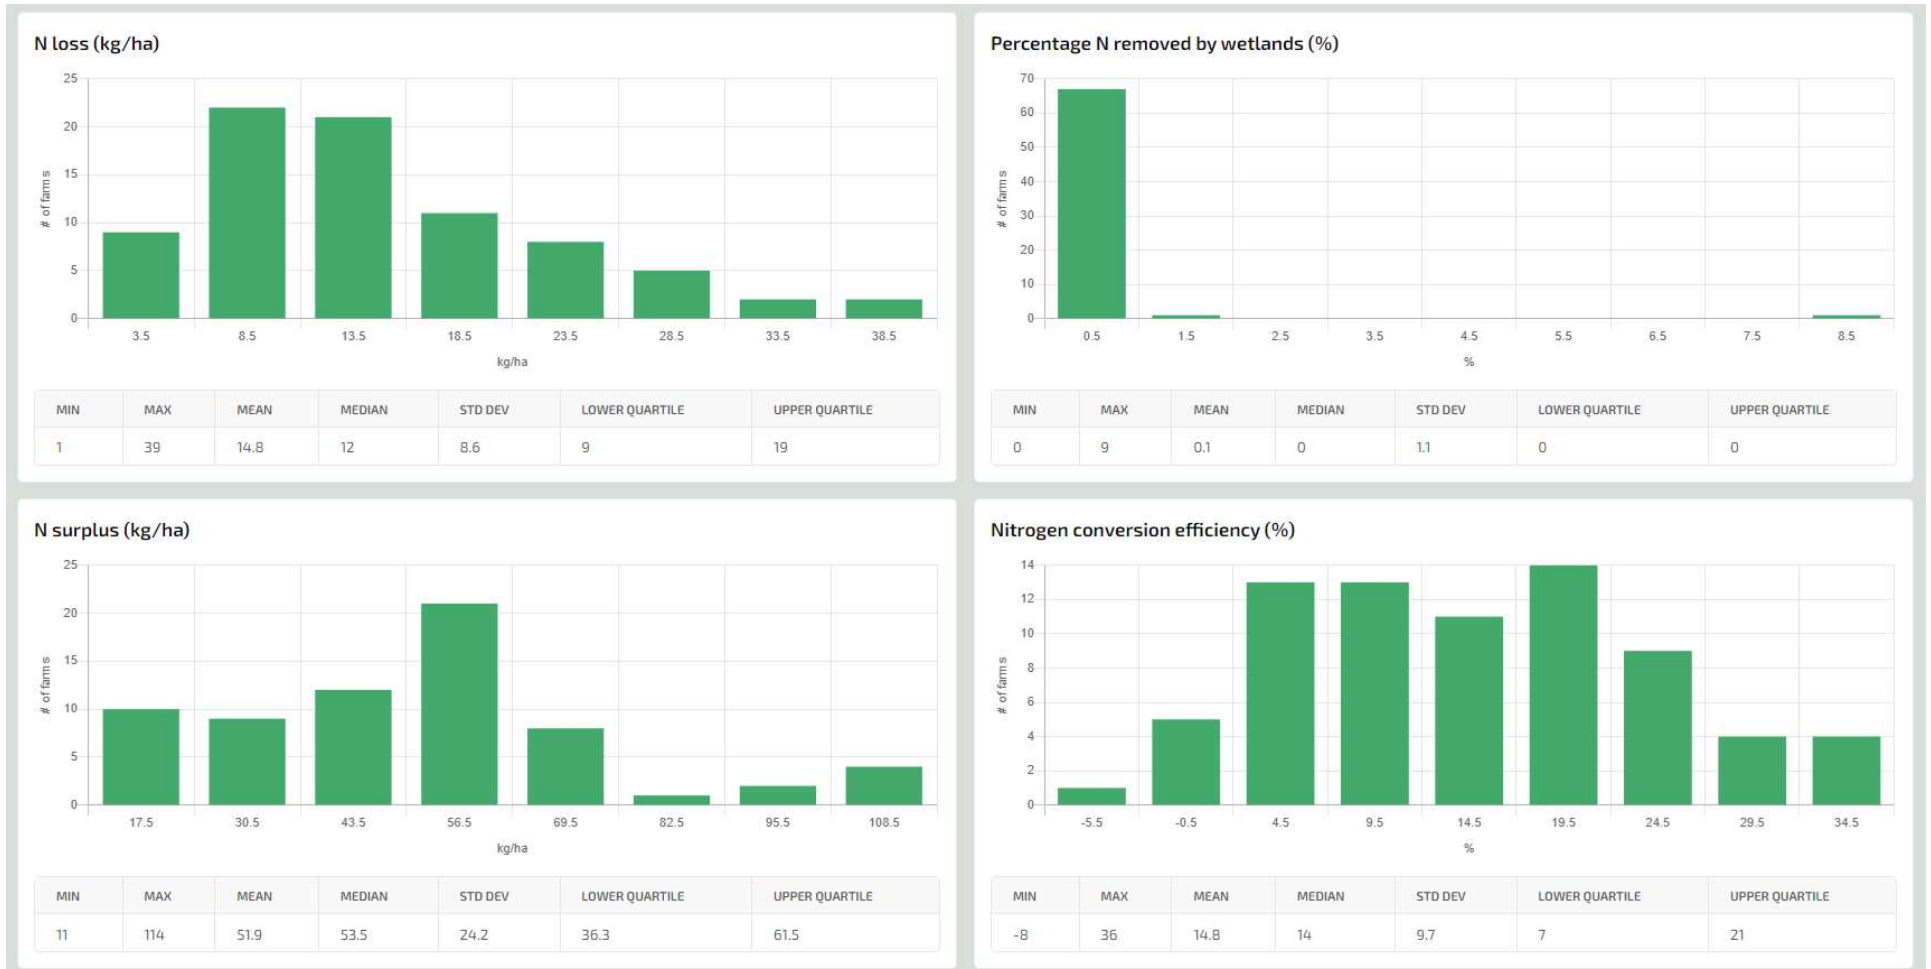 N loss (kg/ha)
25
20
15
10
5
0
# of farms
3.5 8.5 13.5 18.5 23.5 28.5 33.5 38.5
kg/ha
MIN MAX MEAN MEDIAN STD DEV LOWER QUARTILE UPPER QUARTILE
1 39 14.8 12 8.6 9 19
Percentage N removed by wetlands (%)
70
60
50
40
30
20
10
0
# of farms
0.5 1.5 2.5 3.5 4.5 5.5 6.5 7.5 8.5
%
MIN MAX MEAN MEDIAN STD DEV LOWER QUARTILE UPPER QUARTILE
0 9 0.1 0 1.1 0 0
N surplus (kg/ha)
25
20
15
10
5
0
# of farms
17.5 30.5 43.5 56.5 69.5 82.5 95.5 108.5
kg/ha
MIN MAX MEAN MEDIAN STD DEV LOWER QUARTILE UPPER QUARTILE
11 114 51.9 53.5 24.2 36.3 61.5
Nitrogen conversion efficiency (%)
14
12
10
8
6
4
2
0
# of farms
-5.5 -0.5 4.5 9.5 14.5 19.5 24.5 29.5 34.5
%
MIN MAX MEAN MEDIAN STD DEV LOWER QUARTILE UPPER QUARTILE
-8 36 14.8 14 9.7 7 21